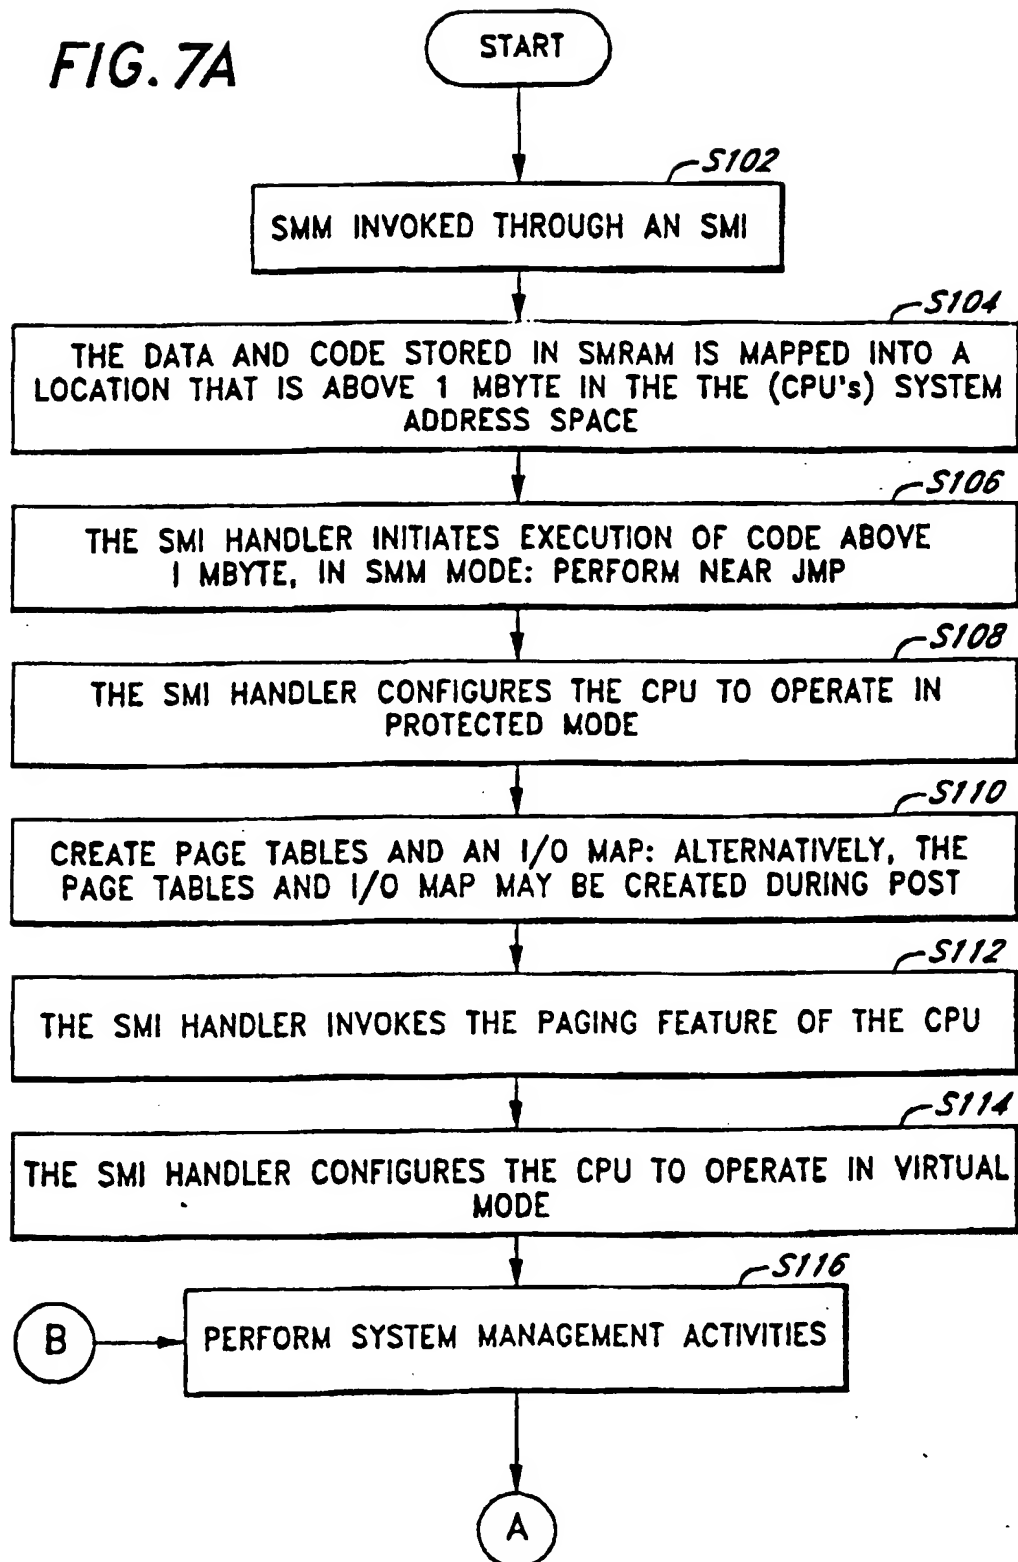 FIG. 7A
START
S102
SMM INVOKED THROUGH AN SMI
S104
THE DATA AND CODE STORED IN SMRAM IS MAPPED INTO A
LOCATION THAT IS ABOVE 1 MBYTE IN THE THE (CPU's) SYSTEM
ADDRESS SPACE
S106
THE SMI HANDLER INITIATES EXECUTION OF CODE ABOVE
1 MBYTE, IN SMM MODE: PERFORM NEAR JMP
S108
THE SMI HANDLER CONFIGURES THE CPU TO OPERATE IN
PROTECTED MODE
S110
CREATE PAGE TABLES AND AN I/O MAP: ALTERNATIVELY, THE
PAGE TABLES AND I/O MAP MAY BE CREATED DURING POST
S112
THE SMI HANDLER INVOKES THE PAGING FEATURE OF THE CPU
S114
THE SMI HANDLER CONFIGURES THE CPU TO OPERATE IN VIRTUAL
MODE
S116
B
PERFORM SYSTEM MANAGEMENT ACTIVITIES
A